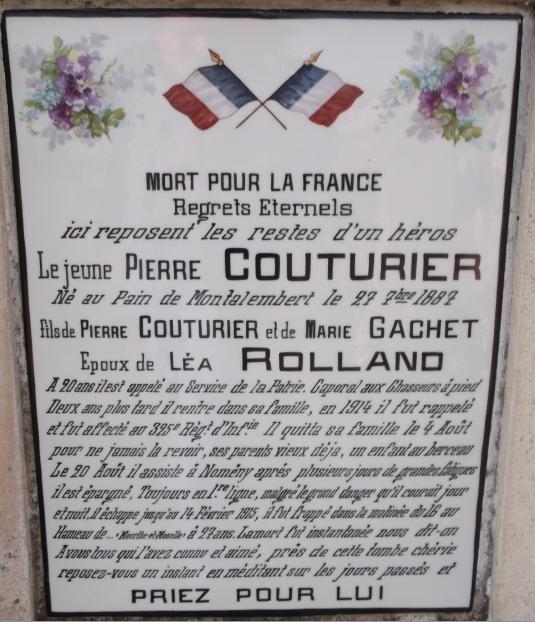 MORT POUR LA FRANCE
Regrets Eternels
ici reposent les restes d'un héros
Le jeune PIERRE COUTURIER
Né au Pain de Montalembert le 27 7bre 1887
fils de PIERRE COUTURIER et de MARIE GACHET
Epoux de LÉA ROLLAND
A 20 ans il est appelé au Service de la Patrie. Caporal aux Chasseurs à pied
Deux ans plus tard il rentre dans sa famille, en 1914 il fut rappelé
et fut affecté au 325e Régt d'Infie Il quitta sa famille le 4 Août
pour ne jamais la revoir, ses parents vieux déja, un enfant au berceau
Le 20 Août il assiste à Nomény après plusieurs jours de grandes fatigues
il est épargné. Toujours en 1re ligne, malgré le grand danger qu'il courait jour
et nuit, il échappe jusqu'au 14 Février 1915, il fut frappé dans la matinée du 16 au
Hameau de... (Meurthe-et-Moselle) à 27 ans. La mort fut instantanée nous dit-on
A vous tous qui l'avez connu et aimé, près de cette tombe chérie
reposez-vous un instant en méditant sur les jours passés et
PRIEZ POUR LUI